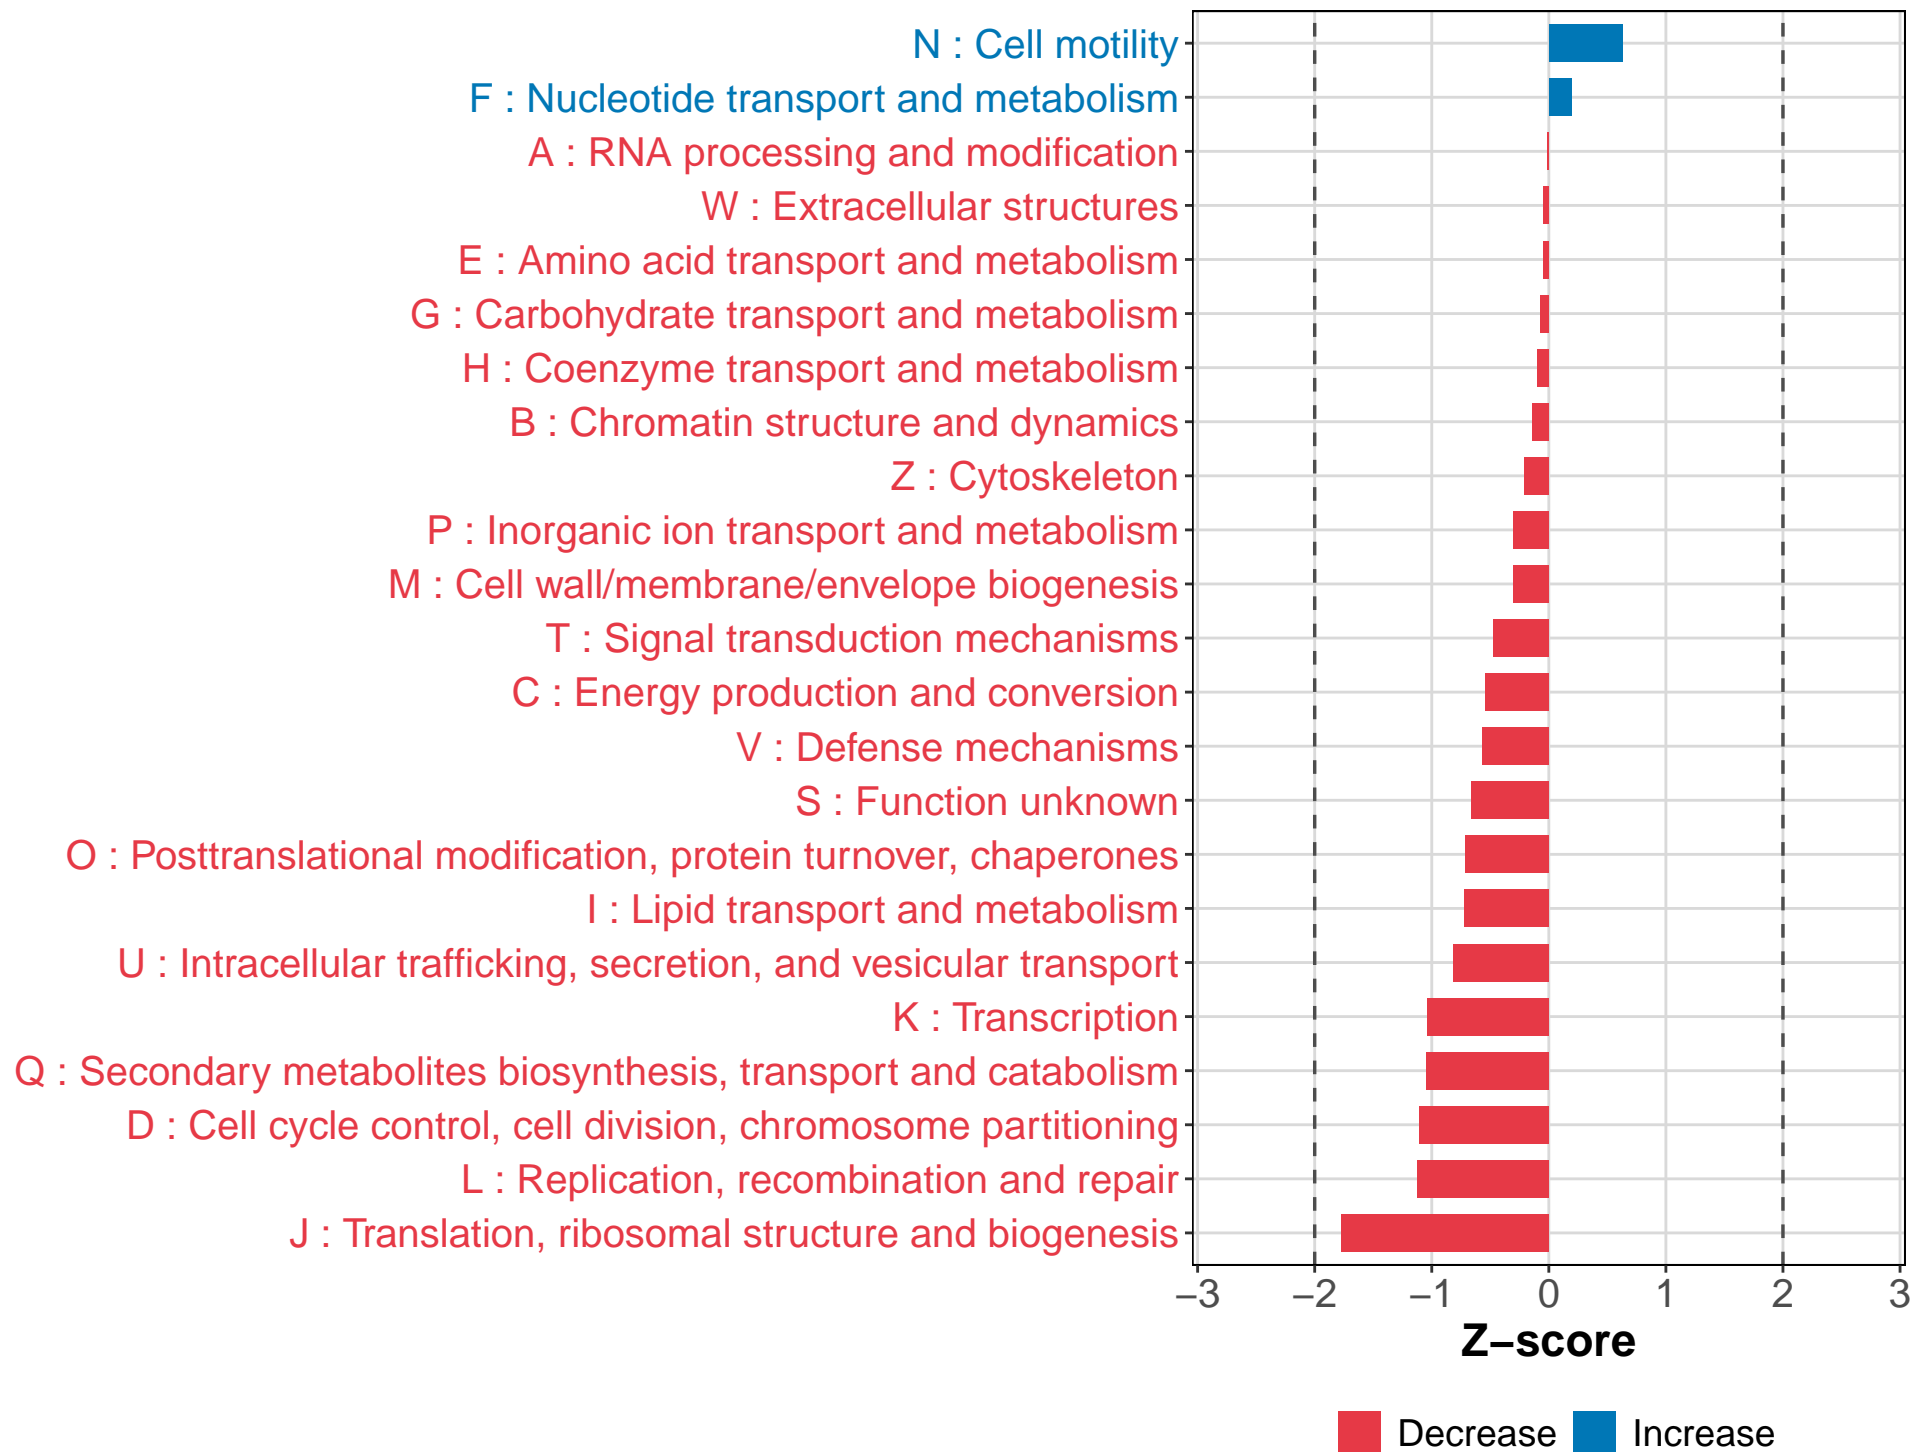 N : Cell motility
F : Nucleotide transport and metabolism
A : RNA processing and modification
W : Extracellular structures
E : Amino acid transport and metabolism
G : Carbohydrate transport and metabolism
H : Coenzyme transport and metabolism
B : Chromatin structure and dynamics
Z : Cytoskeleton
P : Inorganic ion transport and metabolism
M : Cell wall/membrane/envelope biogenesis
T : Signal transduction mechanisms
C : Energy production and conversion
V : Defense mechanisms
S : Function unknown
O : Posttranslational modification, protein turnover, chaperones
I : Lipid transport and metabolism
U : Intracellular trafficking, secretion, and vesicular transport
K : Transcription
Q : Secondary metabolites biosynthesis, transport and catabolism
D : Cell cycle control, cell division, chromosome partitioning
L : Replication, recombination and repair
J : Translation, ribosomal structure and biogenesis
−3 −2 −1 0 1 2 3
Z−score
Decrease Increase